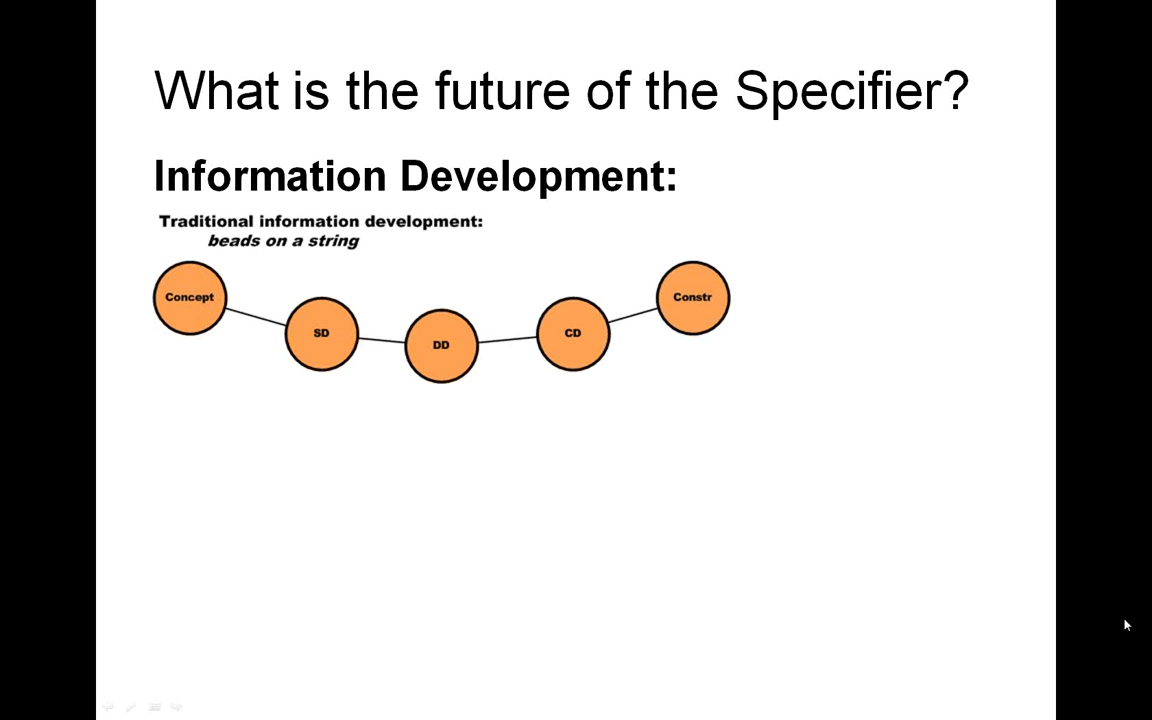 What is the future of the Specifier?
Information Development:
Traditional information development:
beads on a string
Concept
SD
DD
CD
Constr